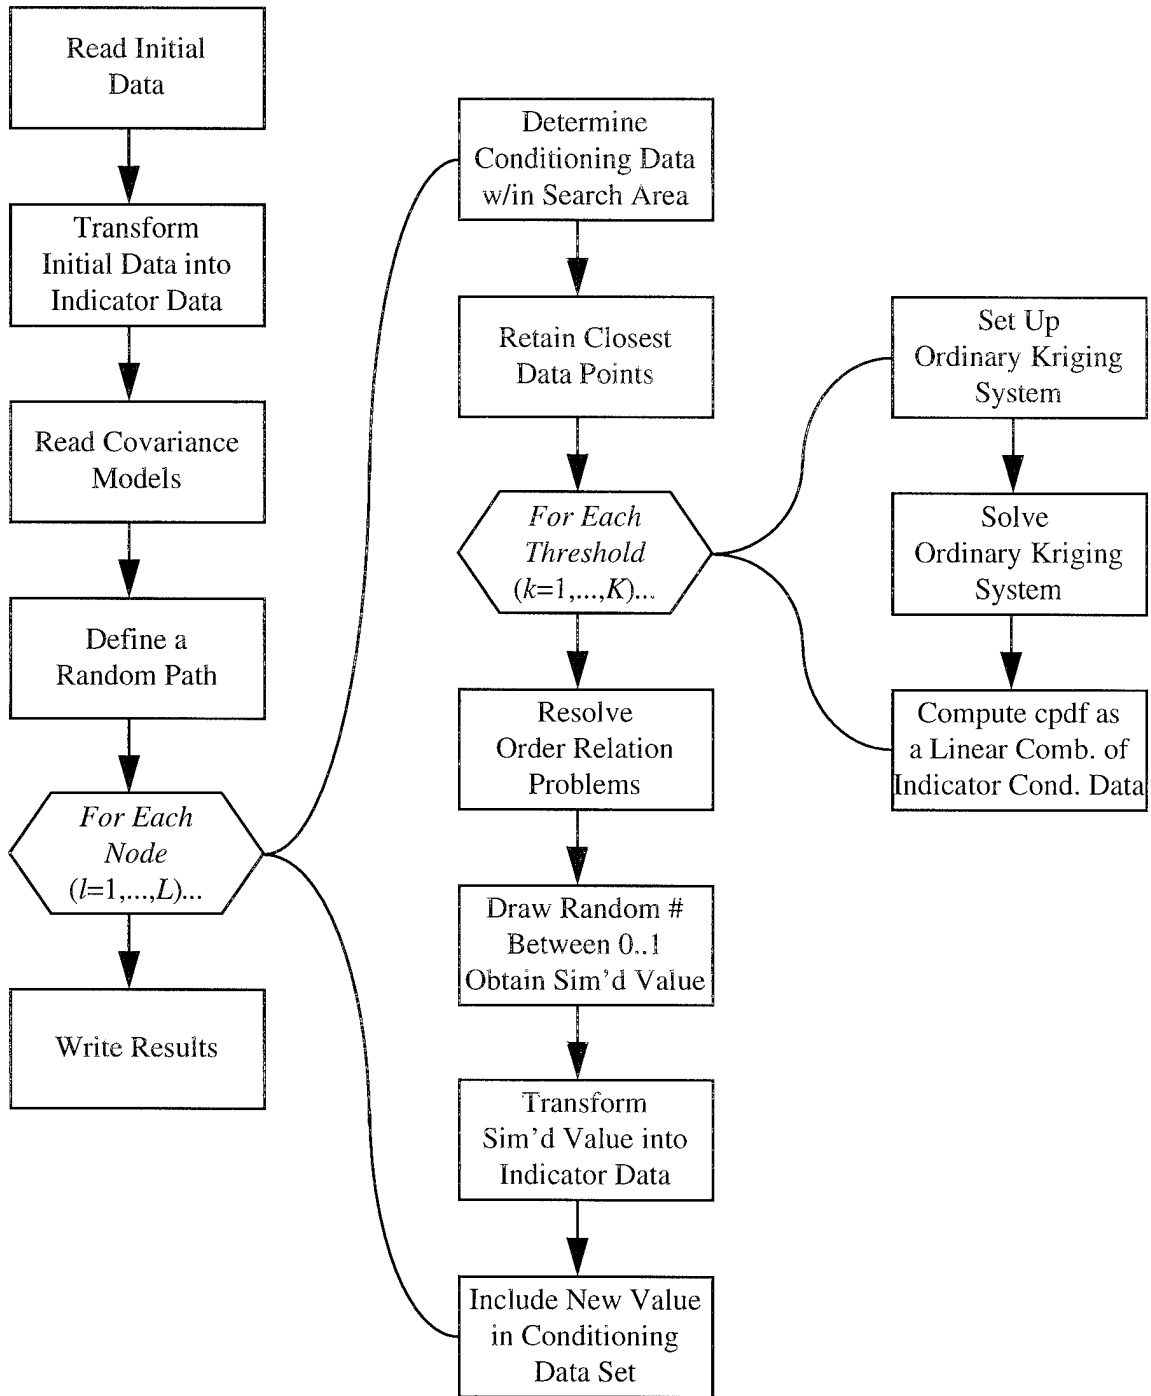 Read Initial
Data
Transform
Initial Data into
Indicator Data
Read Covariance
Models
Define a
Random Path
For Each
Node
(l=1,...,L)...
Write Results
Determine
Conditioning Data
w/in Search Area
Retain Closest
Data Points
For Each
Threshold
(k=1,...,K)...
Resolve
Order Relation
Problems
Draw Random #
Between 0..1
Obtain Sim'd Value
Transform
Sim'd Value into
Indicator Data
Include New Value
in Conditioning
Data Set
Set Up
Ordinary Kriging
System
Solve
Ordinary Kriging
System
Compute cpdf as
a Linear Comb. of
Indicator Cond. Data